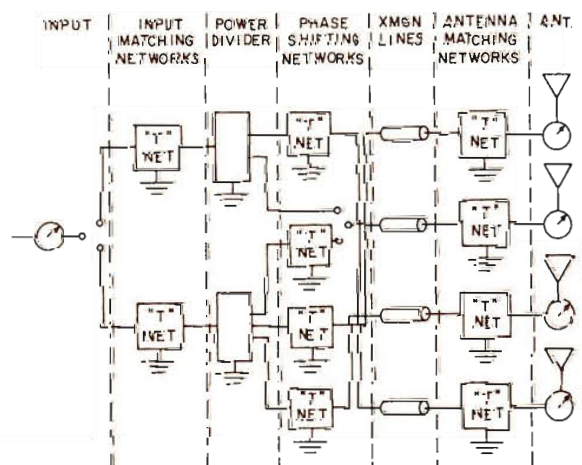 INPUT
INPUT
MATCHING
NETWORKS
POWER
DIVIDER
PHASE
SHIFTING
NETWORKS
XMGN
LINES
ANTENNA
MATCHING
NETWORKS
ANT.
"T"
NET
"T"
NET
"T"
NET
"T"
NET
"T"
NET
"T"
NET
"T"
NET
"T"
NET
"T"
NET
"T"
NET